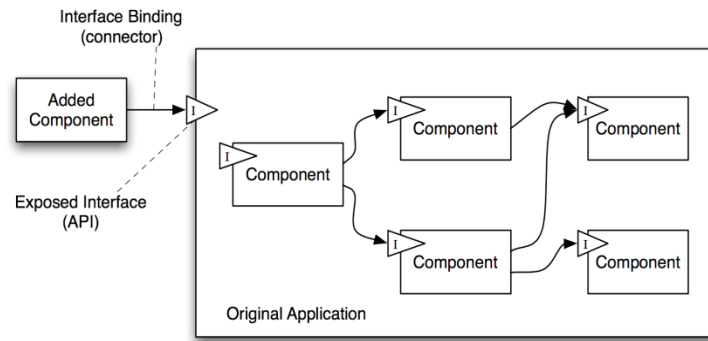 Interface Binding
(connector)
Added
Component
I
Exposed Interface
(API)
I
Component
I
Component
I
Component
I
Component
I
Component
Original Application